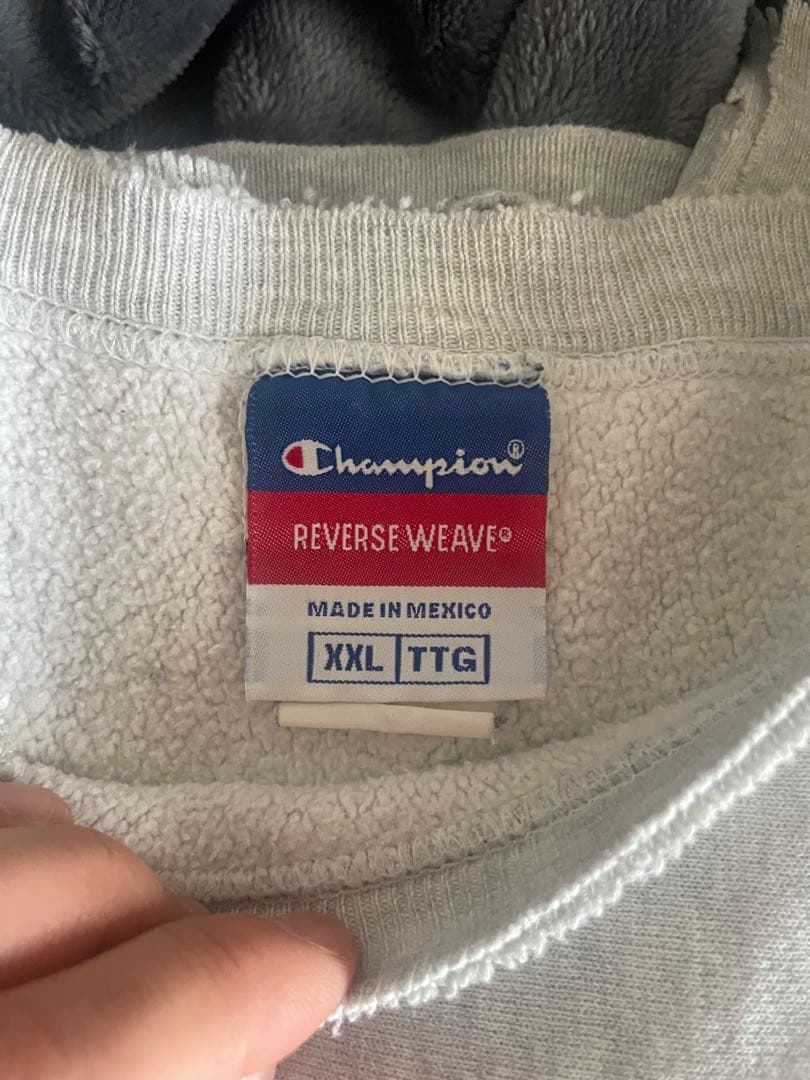 Champion®
REVERSE WEAVE®
MADE IN MEXICO
XXL TTG